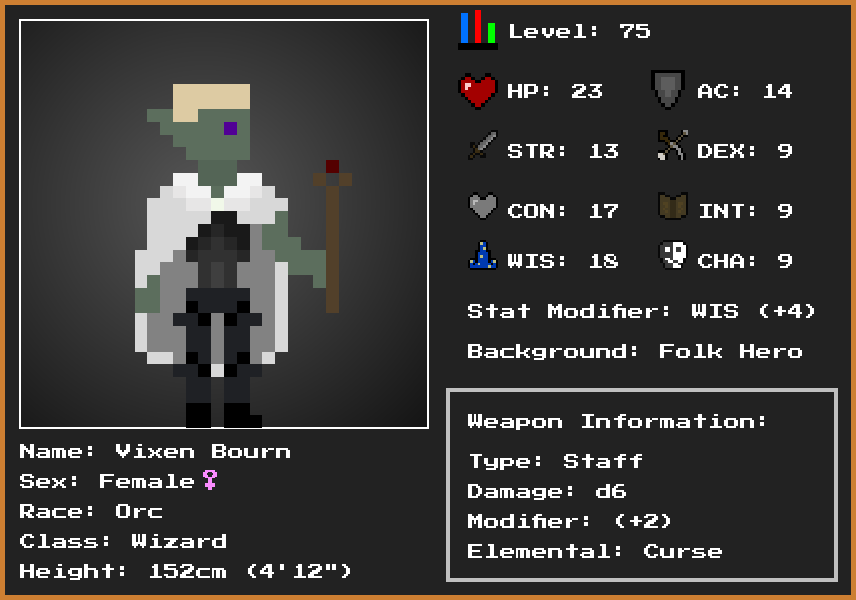 Level: 75
HP: 23 AC: 14
STR: 13 DEX: 9
CON: 17 INT: 9
WIS: 18 CHA: 9
Stat Modifier: WIS (+4)
Background: Folk Hero
Weapon Information:
Type: Staff
Damage: d6
Modifier: (+2)
Elemental: Curse
Name: Vixen Bourn
Sex: Female♀
Race: Orc
Class: Wizard
Height: 152cm (4'12")